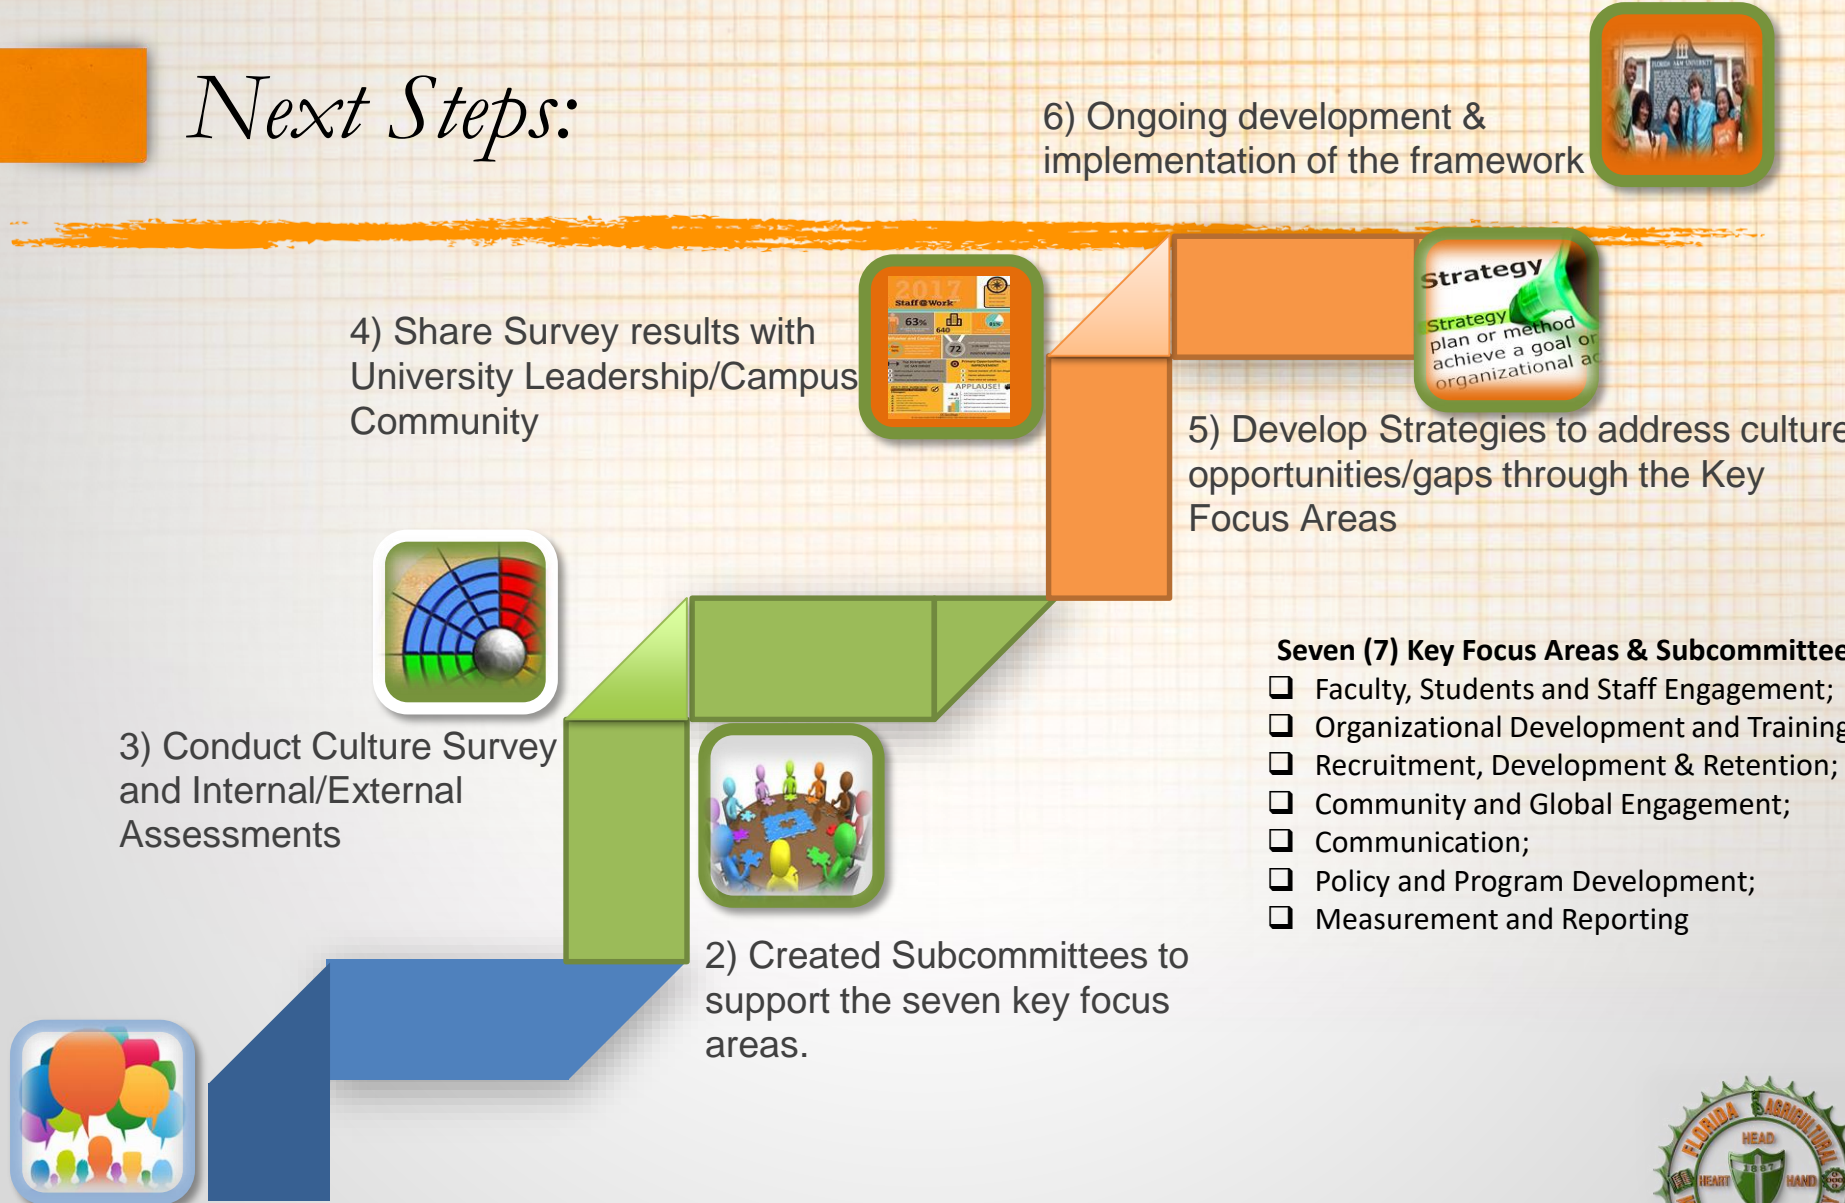 Next Steps:
6) Ongoing development &
implementation of the framework
FLORIDA A&M UNIVERSITY
4) Share Survey results with
University Leadership/Campus
Community
2017
Staff@Work
63%
640
72
APPLAUSE!
Strategy
Strategy
plan or method
achieve a goal or
organizational
5) Develop Strategies to address culture
opportunities/gaps through the Key
Focus Areas
3) Conduct Culture Survey
and Internal/External
Assessments
Seven (7) Key Focus Areas & Subcommittee
❑ Faculty, Students and Staff Engagement;
❑ Organizational Development and Training
❑ Recruitment, Development & Retention;
❑ Community and Global Engagement;
❑ Communication;
❑ Policy and Program Development;
❑ Measurement and Reporting
2) Created Subcommittees to
support the seven key focus
areas.
FLORIDA AGRICULTURAL
HEAD
1887
HEART HAND